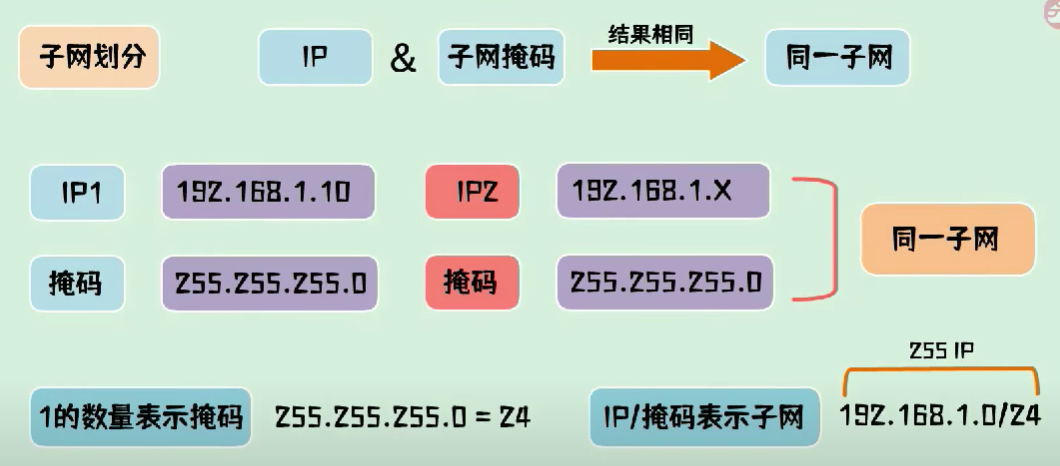 子网划分 IP & 子网掩码 结果相同 同一子网
IP1 192.168.1.10 IP2 192.168.1.X
同一子网
掩码 255.255.255.0 掩码 255.255.255.0
255 IP
1的数量表示掩码 255.255.255.0 = 24 IP/掩码表示子网 192.168.1.0/24